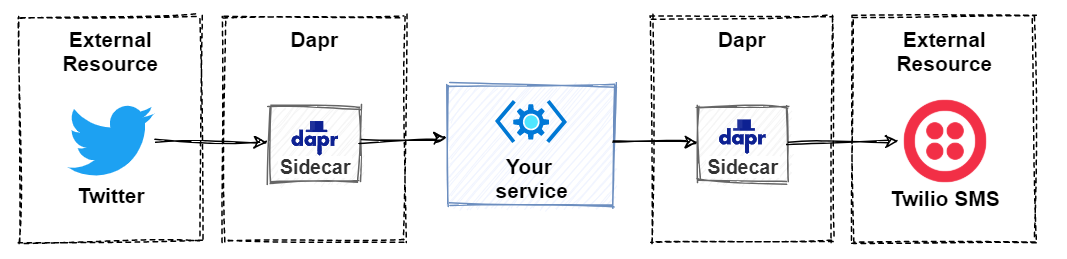 External
Resource
Twitter
Dapr
dapr
Sidecar
Your
service
Dapr
dapr
Sidecar
External
Resource
Twilio SMS